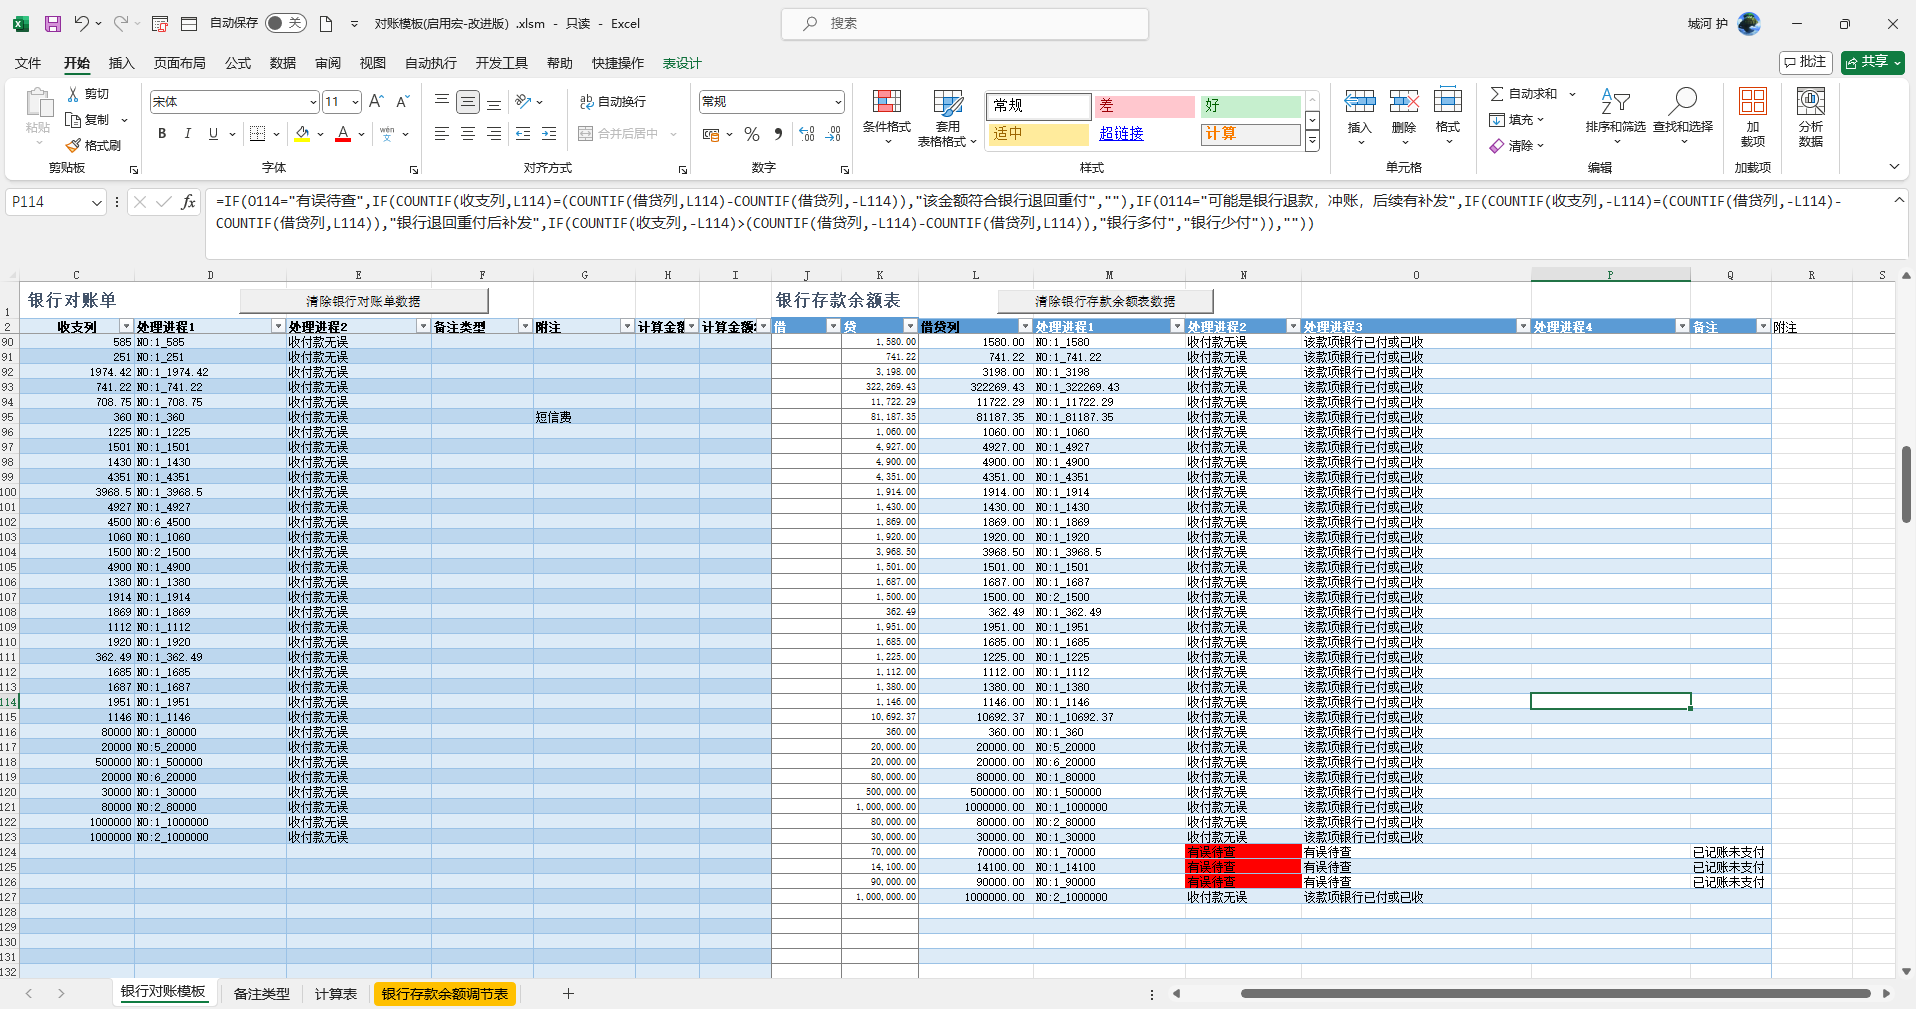 自动保存 关 对账模板(启用宏-改进版) .xlsm - 只读 - Excel 搜索 城河 护
文件 开始 插入 页面布局 公式 数据 审阅 视图 自动执行 开发工具 帮助 快捷操作 表设计 批注 共享
剪切 宋体 11 自动换行 常规 常规 差 好 自动求和
粘贴 复制 条件格式 套用 表格格式 插入 删除 格式 填充 排序和筛选 查找和选择 加载项 分析数据
格式刷 B I U 合并后居中 适中 超链接 计算 清除
剪贴板 字体 对齐方式 数字 样式 单元格 编辑 加载项
P114 fx =IF(O114="有误待查",IF(COUNTIF(收支列,L114)=(COUNTIF(借贷列,L114)-COUNTIF(借贷列,-L114)),"该金额符合银行退回重付",""),IF(O114="可能是银行退款，冲账，后续有补发",IF(COUNTIF(收支列,-L114)=(COUNTIF(借贷列,-L114)-
COUNTIF(借贷列,L114)),"银行退回重付后补发",IF(COUNTIF(收支列,-L114)>(COUNTIF(借贷列,-L114)-COUNTIF(借贷列,L114)),"银行多付","银行少付")),""))
C D E F G H I J K L M N O P Q R S
1 银行对账单 清除银行对账单数据 银行存款余额表 清除银行存款余额表数据
2 收支列 处理进程1 处理进程2 备注类型 附注 计算金额 计算金额 借 贷 借贷列 处理进程1 处理进程2 处理进程3 处理进程4 备注 附注
90 585 NO:1_585 收付款无误 1,580.00 1580.00 NO:1_1580 收付款无误 该款项银行已付或已收
91 251 NO:1_251 收付款无误 741.22 741.22 NO:1_741.22 收付款无误 该款项银行已付或已收
92 1974.42 NO:1_1974.42 收付款无误 3,198.00 3198.00 NO:1_3198 收付款无误 该款项银行已付或已收
93 741.22 NO:1_741.22 收付款无误 322,269.43 322269.43 NO:1_322269.43 收付款无误 该款项银行已付或已收
94 708.75 NO:1_708.75 收付款无误 11,722.29 11722.29 NO:1_11722.29 收付款无误 该款项银行已付或已收
95 360 NO:1_360 收付款无误 短信费 81,187.35 81187.35 NO:1_81187.35 收付款无误 该款项银行已付或已收
96 1225 NO:1_1225 收付款无误 1,060.00 1060.00 NO:1_1060 收付款无误 该款项银行已付或已收
97 1501 NO:1_1501 收付款无误 4,927.00 4927.00 NO:1_4927 收付款无误 该款项银行已付或已收
98 1430 NO:1_1430 收付款无误 4,900.00 4900.00 NO:1_4900 收付款无误 该款项银行已付或已收
99 4351 NO:1_4351 收付款无误 4,351.00 4351.00 NO:1_4351 收付款无误 该款项银行已付或已收
100 3968.5 NO:1_3968.5 收付款无误 1,914.00 1914.00 NO:1_1914 收付款无误 该款项银行已付或已收
101 4927 NO:1_4927 收付款无误 1,430.00 1430.00 NO:1_1430 收付款无误 该款项银行已付或已收
102 4500 NO:6_4500 收付款无误 1,869.00 1869.00 NO:1_1869 收付款无误 该款项银行已付或已收
103 1060 NO:1_1060 收付款无误 1,920.00 1920.00 NO:1_1920 收付款无误 该款项银行已付或已收
104 1500 NO:2_1500 收付款无误 3,968.50 3968.50 NO:1_3968.5 收付款无误 该款项银行已付或已收
105 4900 NO:1_4900 收付款无误 1,501.00 1501.00 NO:1_1501 收付款无误 该款项银行已付或已收
106 1380 NO:1_1380 收付款无误 1,687.00 1687.00 NO:1_1687 收付款无误 该款项银行已付或已收
107 1914 NO:1_1914 收付款无误 1,500.00 1500.00 NO:2_1500 收付款无误 该款项银行已付或已收
108 1869 NO:1_1869 收付款无误 362.49 362.49 NO:1_362.49 收付款无误 该款项银行已付或已收
109 1112 NO:1_1112 收付款无误 1,951.00 1951.00 NO:1_1951 收付款无误 该款项银行已付或已收
110 1920 NO:1_1920 收付款无误 1,685.00 1685.00 NO:1_1685 收付款无误 该款项银行已付或已收
111 362.49 NO:1_362.49 收付款无误 1,225.00 1225.00 NO:1_1225 收付款无误 该款项银行已付或已收
112 1685 NO:1_1685 收付款无误 1,112.00 1112.00 NO:1_1112 收付款无误 该款项银行已付或已收
113 1687 NO:1_1687 收付款无误 1,380.00 1380.00 NO:1_1380 收付款无误 该款项银行已付或已收
114 1951 NO:1_1951 收付款无误 1,146.00 1146.00 NO:1_1146 收付款无误 该款项银行已付或已收
115 1146 NO:1_1146 收付款无误 10,692.37 10692.37 NO:1_10692.37 收付款无误 该款项银行已付或已收
116 80000 NO:1_80000 收付款无误 360.00 360.00 NO:1_360 收付款无误 该款项银行已付或已收
117 20000 NO:5_20000 收付款无误 20,000.00 20000.00 NO:5_20000 收付款无误 该款项银行已付或已收
118 500000 NO:1_500000 收付款无误 20,000.00 20000.00 NO:6_20000 收付款无误 该款项银行已付或已收
119 20000 NO:6_20000 收付款无误 80,000.00 80000.00 NO:1_80000 收付款无误 该款项银行已付或已收
120 30000 NO:1_30000 收付款无误 500,000.00 500000.00 NO:1_500000 收付款无误 该款项银行已付或已收
121 80000 NO:2_80000 收付款无误 1,000,000.00 1000000.00 NO:1_1000000 收付款无误 该款项银行已付或已收
122 1000000 NO:1_1000000 收付款无误 80,000.00 80000.00 NO:2_80000 收付款无误 该款项银行已付或已收
123 1000000 NO:2_1000000 收付款无误 30,000.00 30000.00 NO:1_30000 收付款无误 该款项银行已付或已收
124 70,000.00 70000.00 NO:1_70000 有误待查 有误待查 已记账未支付
125 14,100.00 14100.00 NO:1_14100 有误待查 有误待查 已记账未支付
126 90,000.00 90000.00 NO:1_90000 有误待查 有误待查 已记账未支付
127 1,000,000.00 1000000.00 NO:2_1000000 收付款无误 该款项银行已付或已收
128
129
130
131
132
银行对账模板 备注类型 计算表 银行存款余额调节表